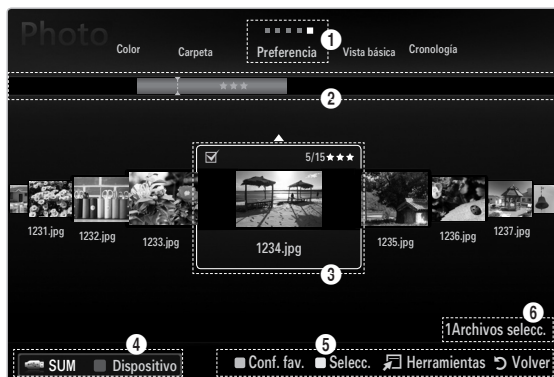 Photo
Color Carpeta Preferencia Vista básica Cronología
1
★★★
2
5/15★★★
1231.jpg 1232.jpg 1233.jpg 1234.jpg 1235.jpg 1236.jpg 1237.jpg
3
6
1Archivos selecc.
4 5
SUM Dispositivo Conf. fav. Selecc. Herramientas Volver